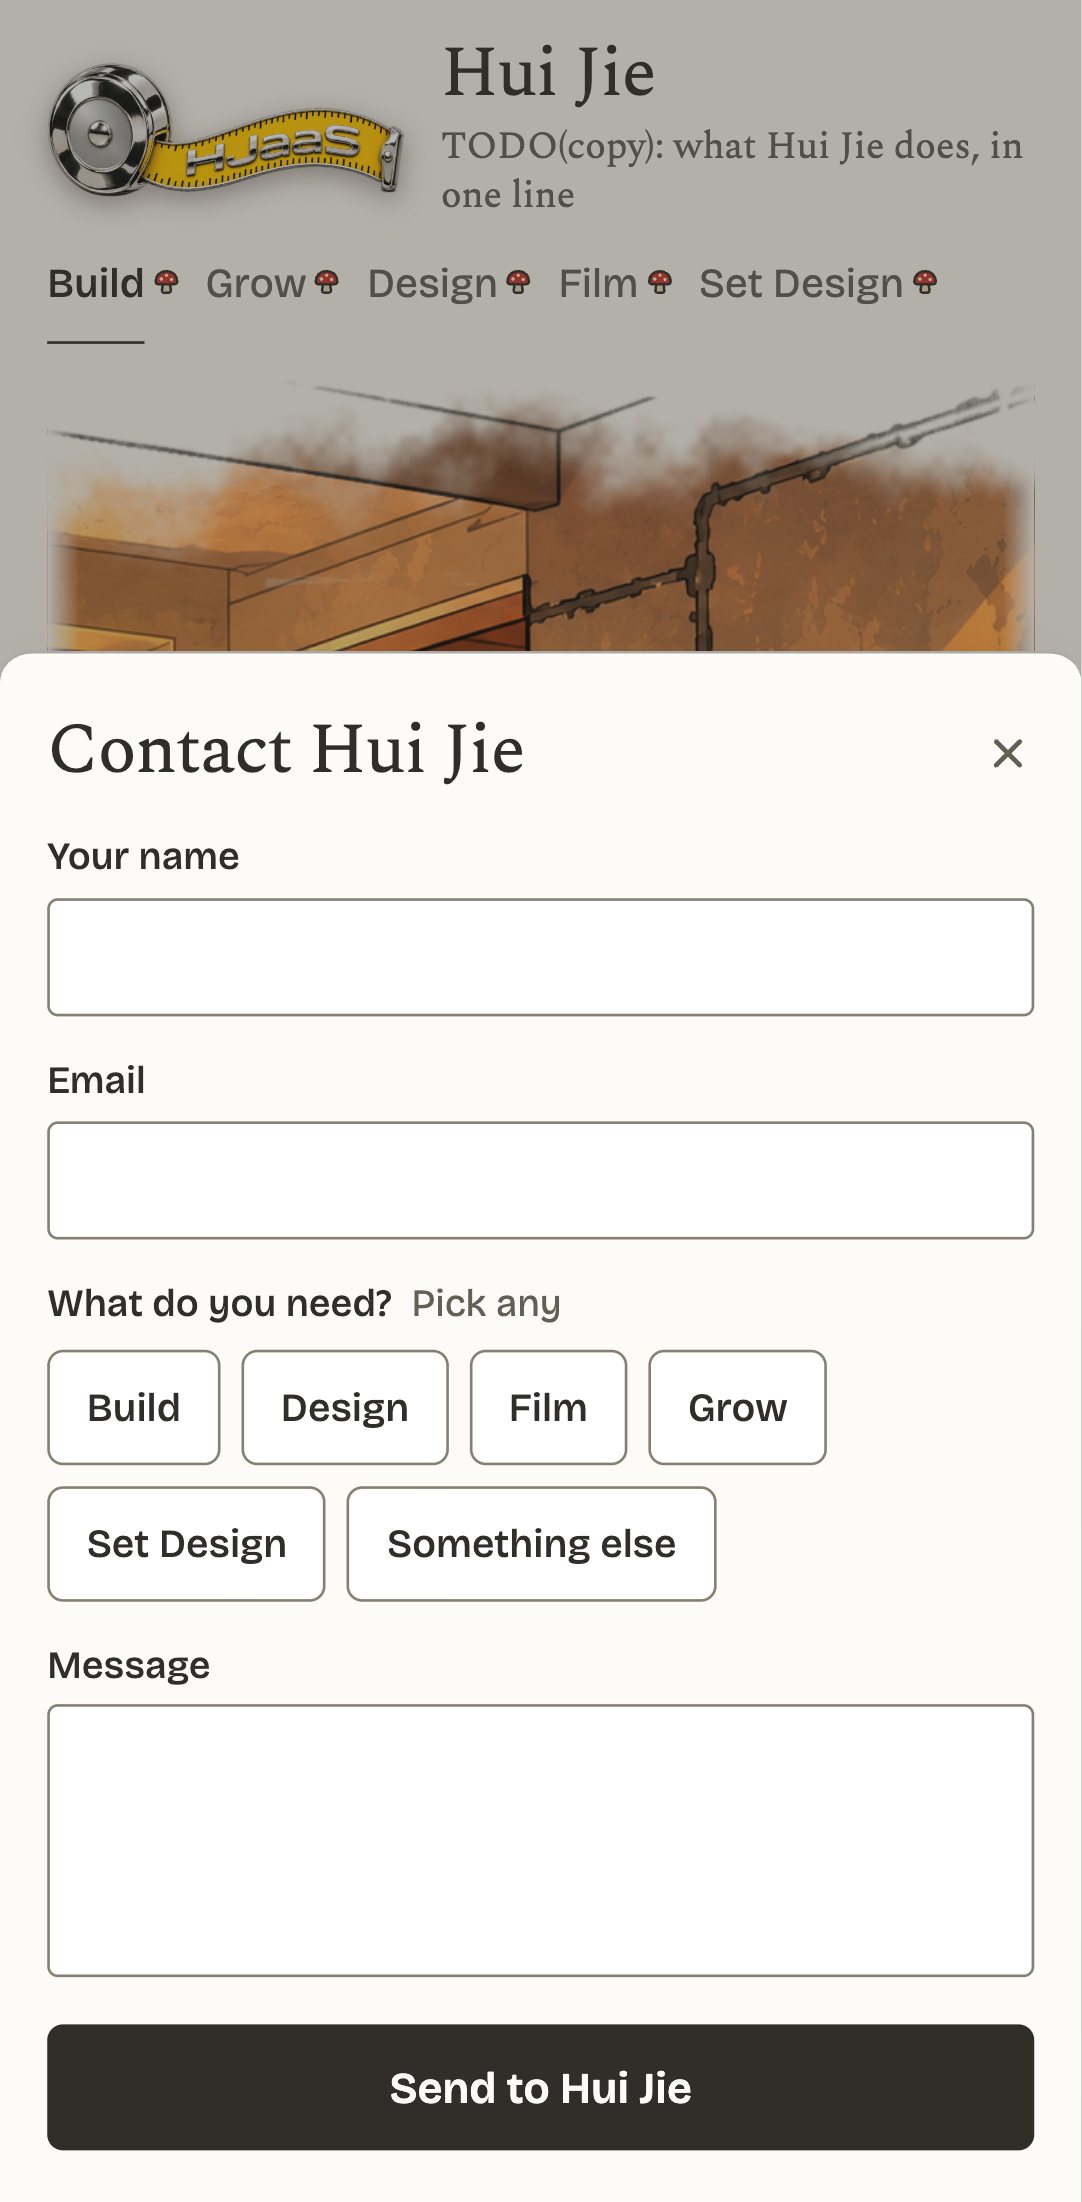 HJaaS
Hui Jie
TODO(copy): what Hui Jie does, in
one line
Build Grow Design Film Set Design
Contact Hui Jie
Your name
Email
What do you need? Pick any
Build Design Film Grow
Set Design Something else
Message
Send to Hui Jie